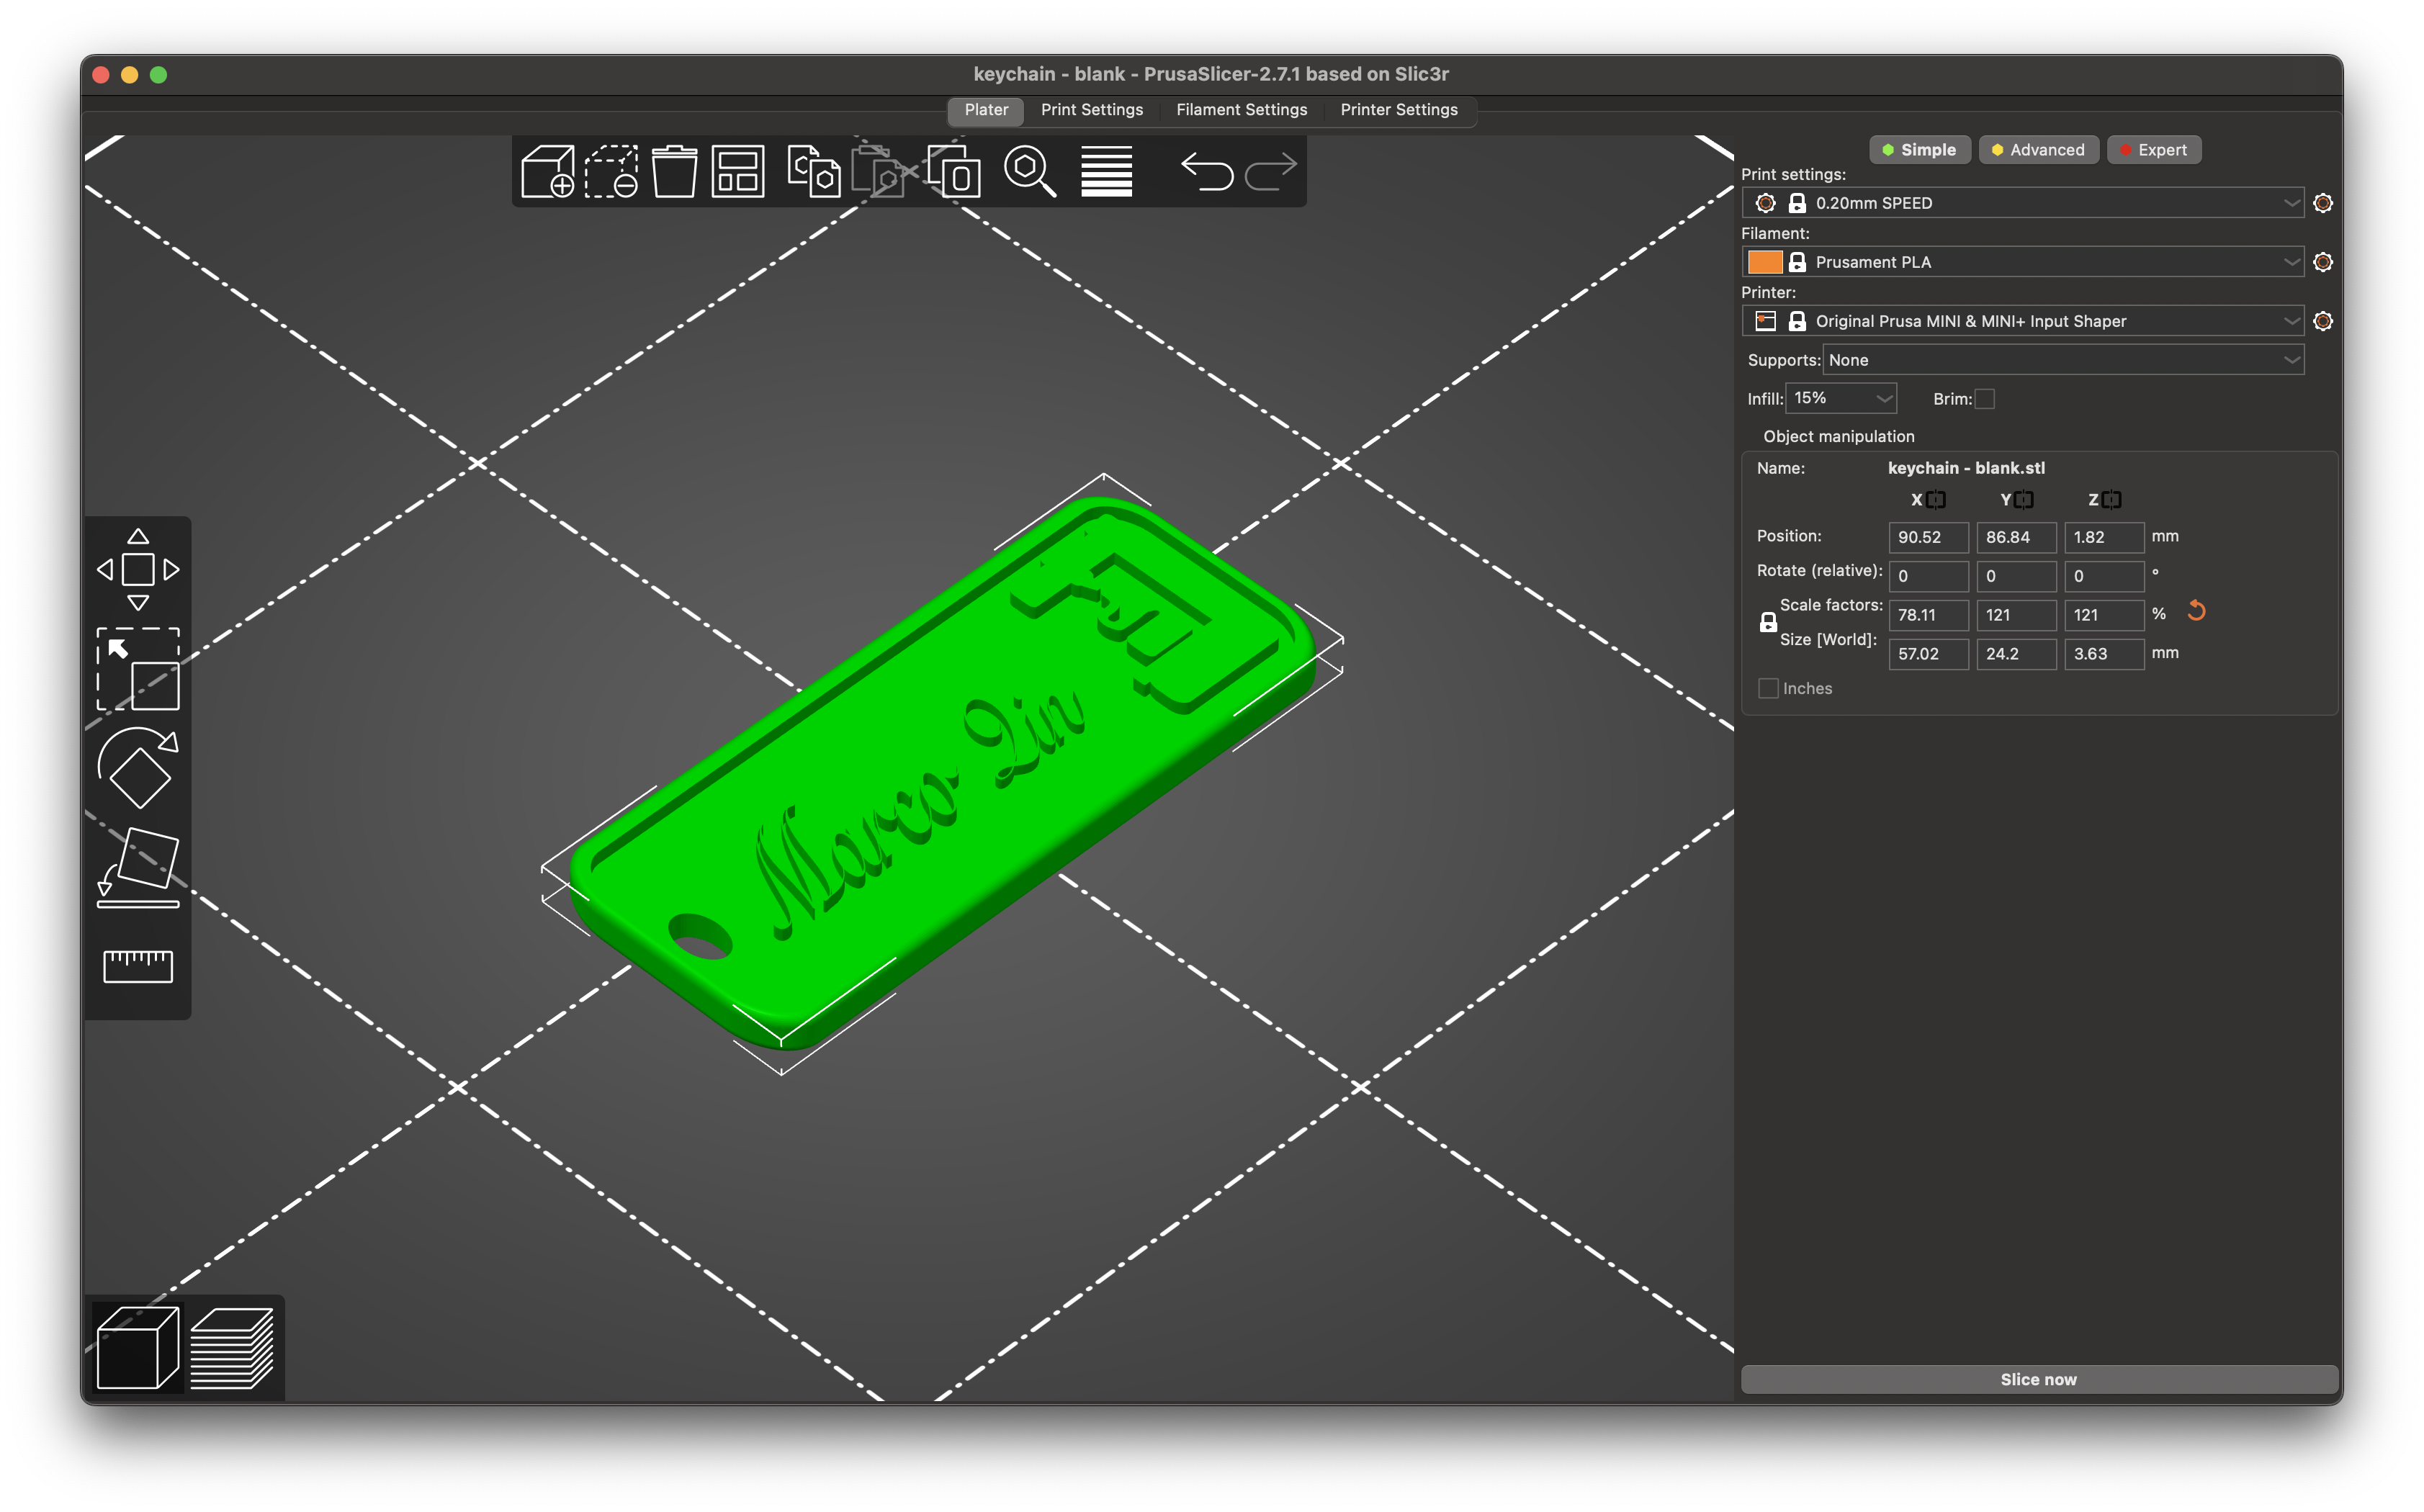 keychain - blank - PrusaSlicer-2.7.1 based on Slic3r
Plater Print Settings Filament Settings Printer Settings
Simple Advanced Expert
Print settings:
0.20mm SPEED
Filament:
Prusament PLA
Printer:
Original Prusa MINI & MINI+ Input Shaper
Supports: None
Infill: 15% Brim:
Object manipulation
Name: keychain - blank.stl
X Y Z
Position: 90.52 86.84 1.82 mm
Rotate (relative): 0 0 0 °
Scale factors: 78.11 121 121 %
Size [World]: 57.02 24.2 3.63 mm
Inches
Marco Lin
Slice now